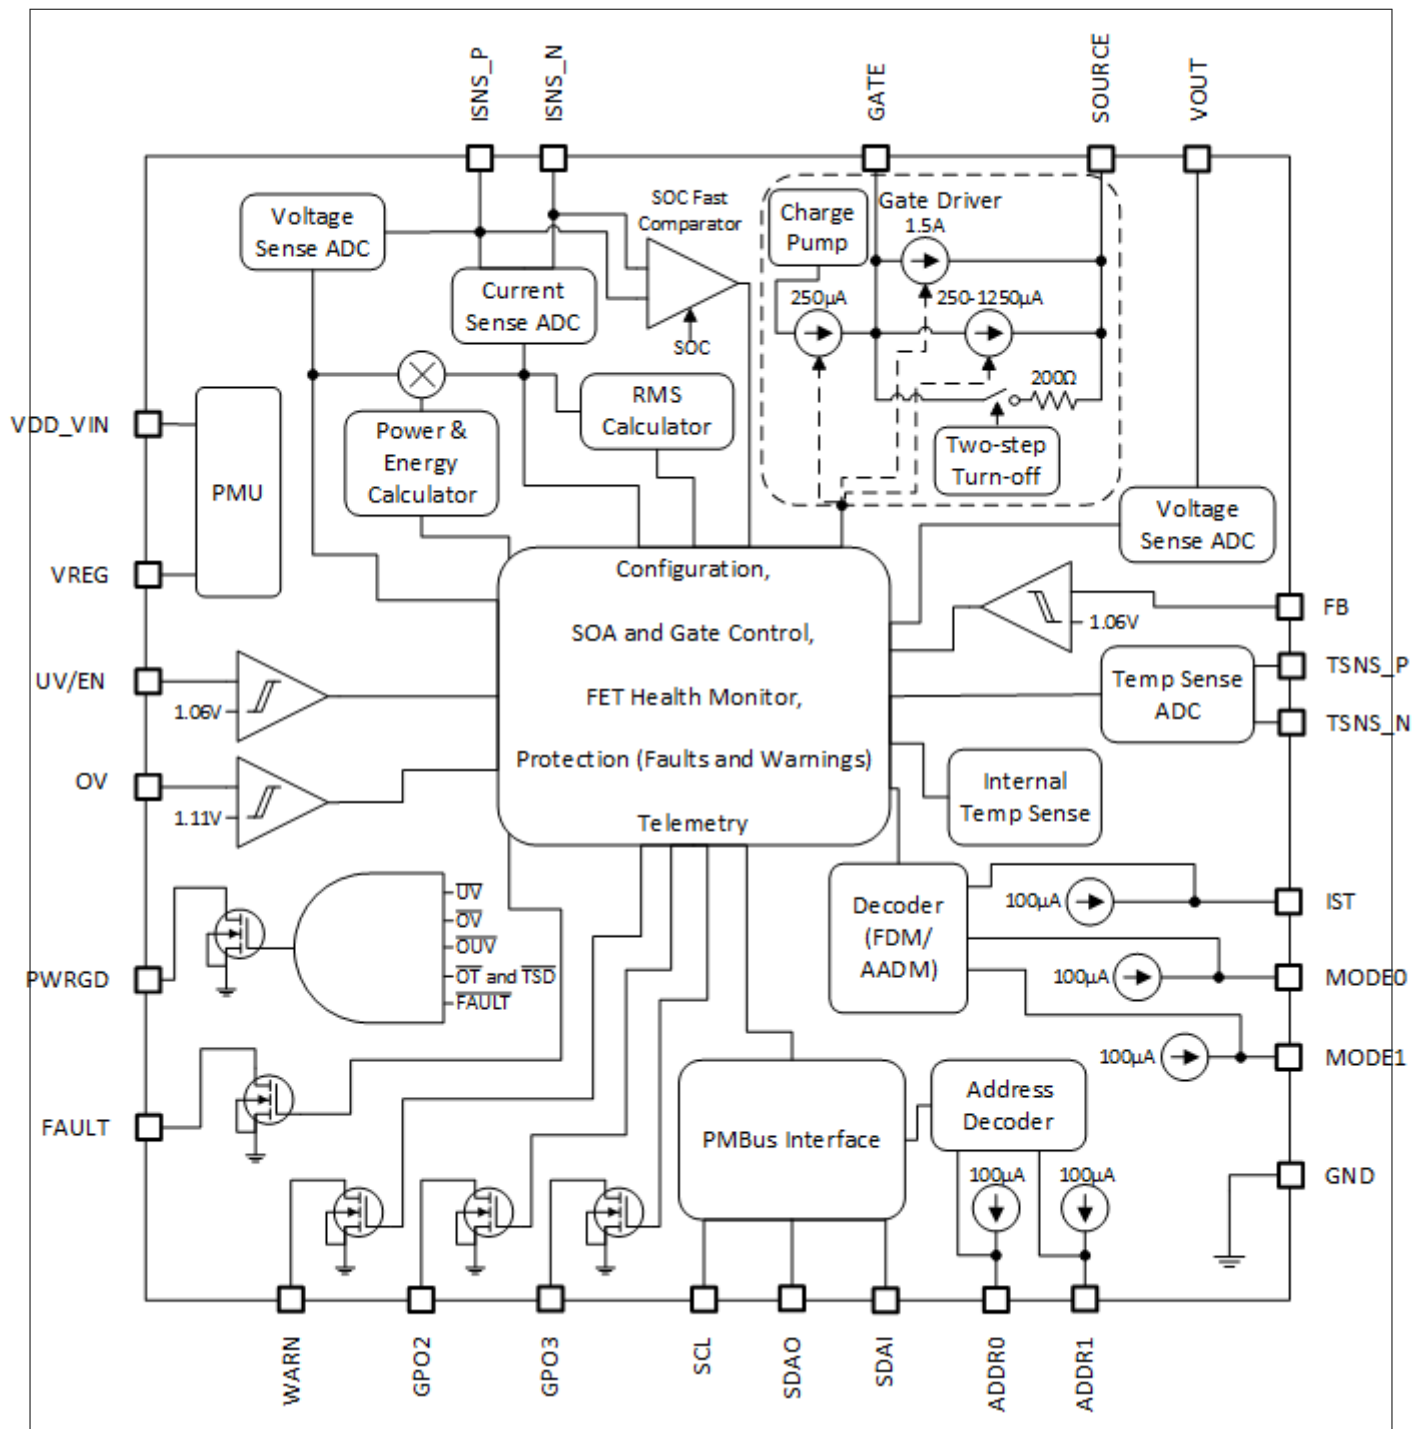 ISNS_P
ISNS_N
GATE
SOURCE
VOUT
SOC Fast
Comparator
Gate Driver
Charge
Pump
1.5A
Voltage
Sense ADC
Current
Sense ADC
250µA
250-1250µA
SOC
200Ω
RMS
Calculator
Power &
Energy
Calculator
Two-step
Turn-off
VDD_VIN
PMU
VREG
Voltage
Sense ADC
Configuration,
SOA and Gate Control,
FET Health Monitor,
Protection (Faults and Warnings)
Telemetry
FB
1.06V
TSNS_P
Temp Sense
ADC
TSNS_N
UV/EN
1.06V
OV
1.11V
Internal
Temp Sense
UV
OV
OUV
OT and TSD
FAULT
PWRGD
FAULT
Decoder
(FDM/
AADM)
100µA
IST
100µA
MODE0
100µA
MODE1
PMBus Interface
Address
Decoder
100µA
100µA
GND
WARN
GPO2
GPO3
SCL
SDAO
SDAI
ADDR0
ADDR1